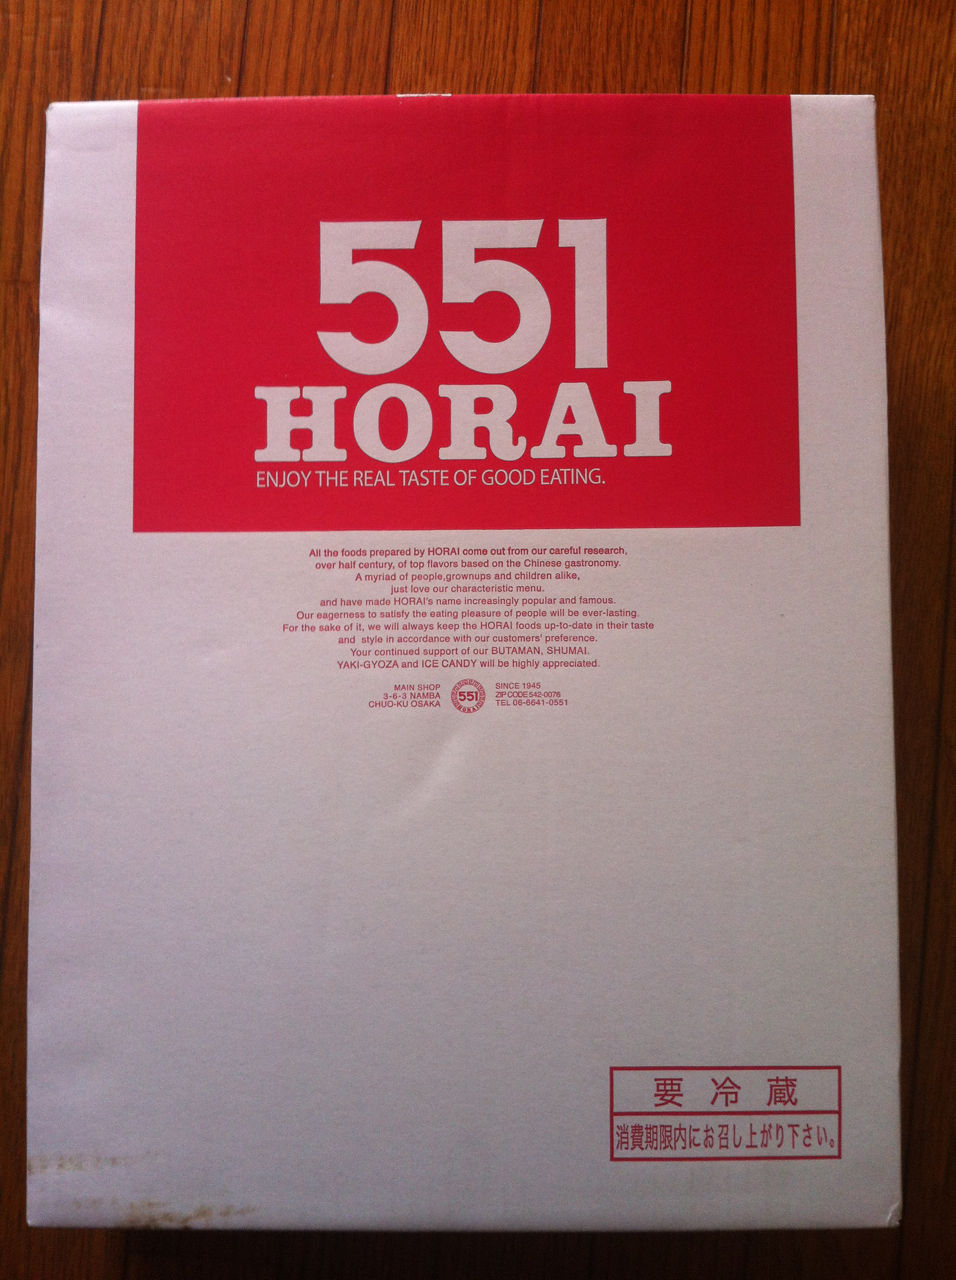 551
HORAI
ENJOY THE REAL TASTE OF GOOD EATING.
All the foods prepared by HORAI come out from our careful research,
over half century, of top flavors based on the Chinese gastronomy.
A myriad of people,grownups and children alike,
just love our characteristic menu.
and have made HORAI's name increasingly popular and famous.
Our eagerness to satisfy the eating pleasure of people will be ever-lasting.
For the sake of it, we will always keep the HORAI foods up-to-date in their taste
and style in accordance with our customers' preference.
Your continued support of our BUTAMAN, SHUMAI.
YAKI-GYOZA and ICE CANDY will be highly appreciated.
MAIN SHOP
3-6-3 NAMBA
CHUO-KU OSAKA
551
HORAI
SINCE 1945
ZIP CODE 542-0076
TEL 06-6641-0551
要冷蔵
消費期限内にお召し上がり下さい。